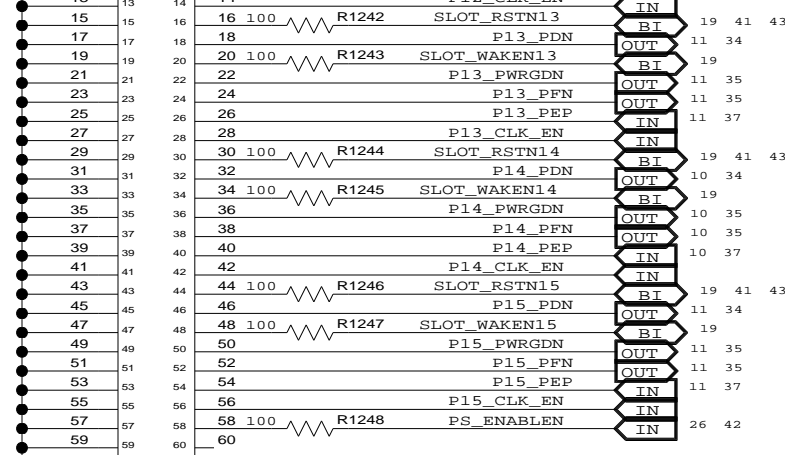 IN
15 15 16 16 100 R1242 SLOT_RSTN13 BI 19 41 43
17 17 18 18 P13_PDN OUT 11 34
19 19 20 20 100 R1243 SLOT_WAKEN13 BI 19
21 21 22 22 P13_PWRGDN OUT 11 35
23 23 24 24 P13_PFN OUT 11 35
25 25 26 26 P13_PEP IN 11 37
27 27 28 28 P13_CLK_EN IN
29 29 30 30 100 R1244 SLOT_RSTN14 BI 19 41 43
31 31 32 32 P14_PDN OUT 10 34
33 33 34 34 100 R1245 SLOT_WAKEN14 BI 19
35 35 36 36 P14_PWRGDN OUT 10 35
37 37 38 38 P14_PFN OUT 10 35
39 39 40 40 P14_PEP IN 10 37
41 41 42 42 P14_CLK_EN IN
43 43 44 44 100 R1246 SLOT_RSTN15 BI 19 41 43
45 45 46 46 P15_PDN OUT 11 34
47 47 48 48 100 R1247 SLOT_WAKEN15 BI 19
49 49 50 50 P15_PWRGDN OUT 11 35
51 51 52 52 P15_PFN OUT 11 35
53 53 54 54 P15_PEP IN 11 37
55 55 56 56 P15_CLK_EN IN
57 57 58 58 100 R1248 PS_ENABLEN IN 26 42
59 59 60 60